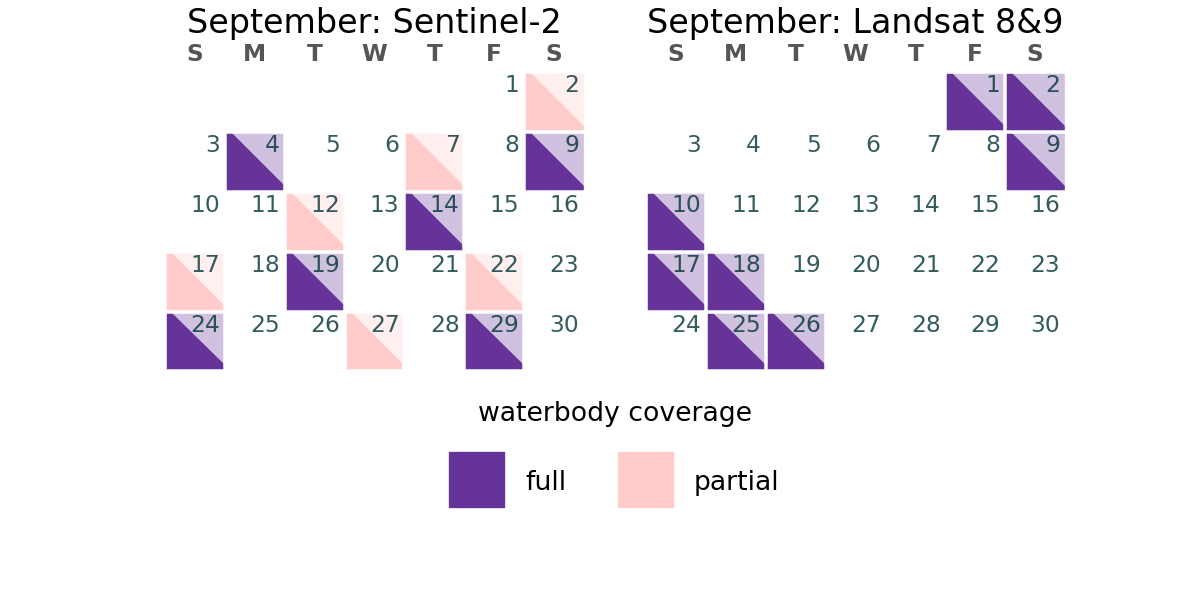 September: Sentinel-2
S M T W T F S
1 2
3 4 5 6 7 8 9
10 11 12 13 14 15 16
17 18 19 20 21 22 23
24 25 26 27 28 29 30
September: Landsat 8&9
S M T W T F S
1 2
3 4 5 6 7 8 9
10 11 12 13 14 15 16
17 18 19 20 21 22 23
24 25 26 27 28 29 30
waterbody coverage
full partial